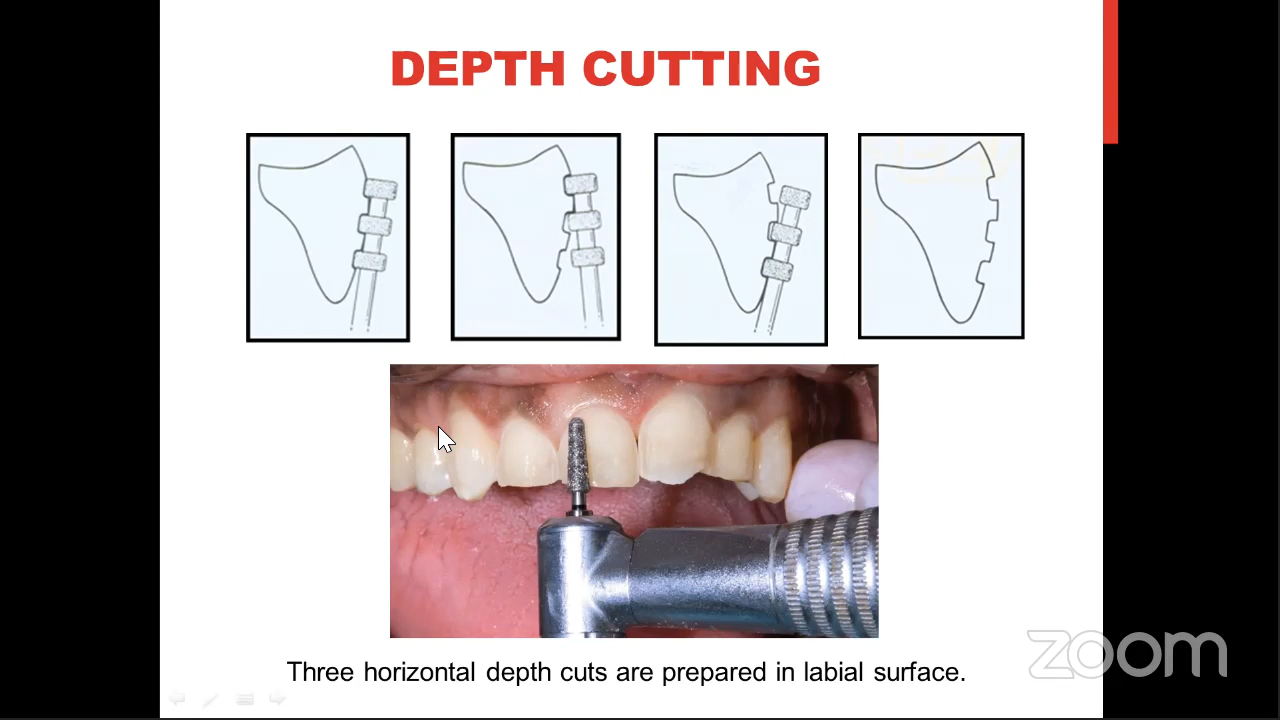 DEPTH CUTTING
Three horizontal depth cuts are prepared in labial surface.
zoom